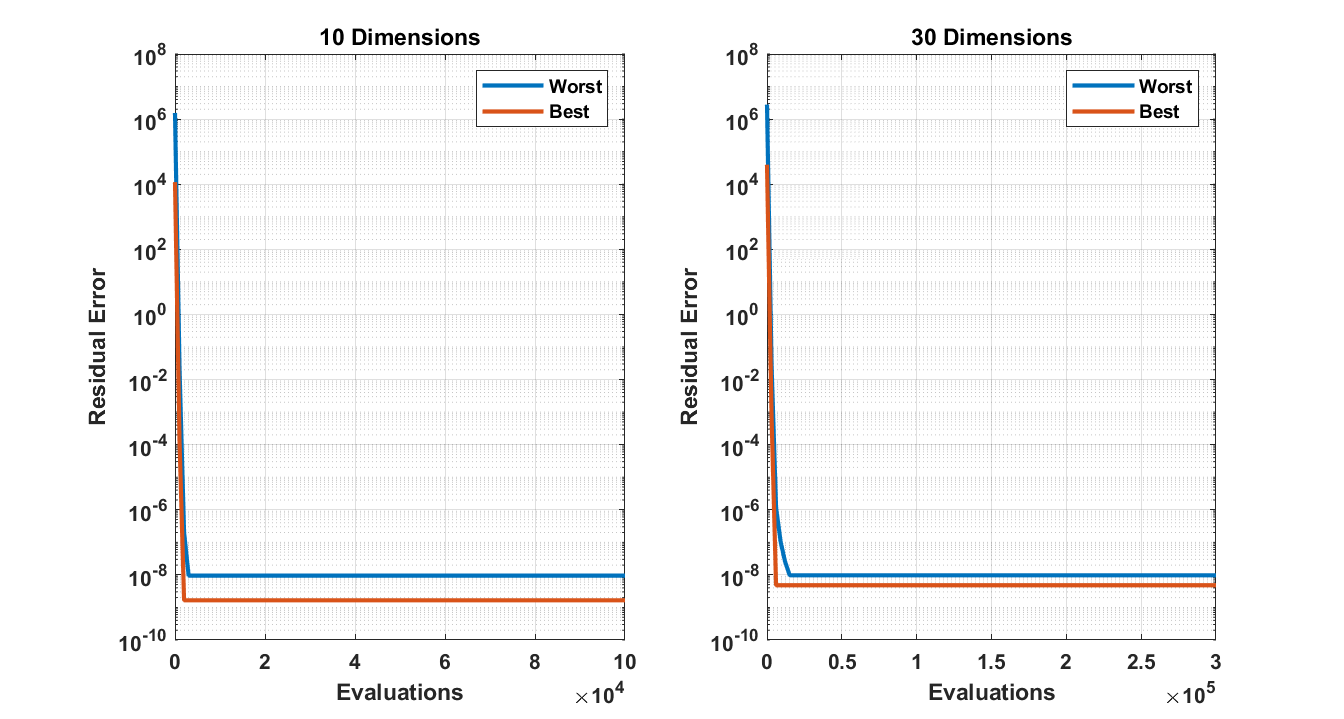 10 Dimensions
10^8
10^6
10^4
10^2
10^0
10^-2
10^-4
10^-6
10^-8
10^-10
Residual Error
Worst
Best
0 2 4 6 8 10
Evaluations
×10^4
30 Dimensions
10^8
10^6
10^4
10^2
10^0
10^-2
10^-4
10^-6
10^-8
10^-10
Residual Error
Worst
Best
0 0.5 1 1.5 2 2.5 3
Evaluations
×10^5